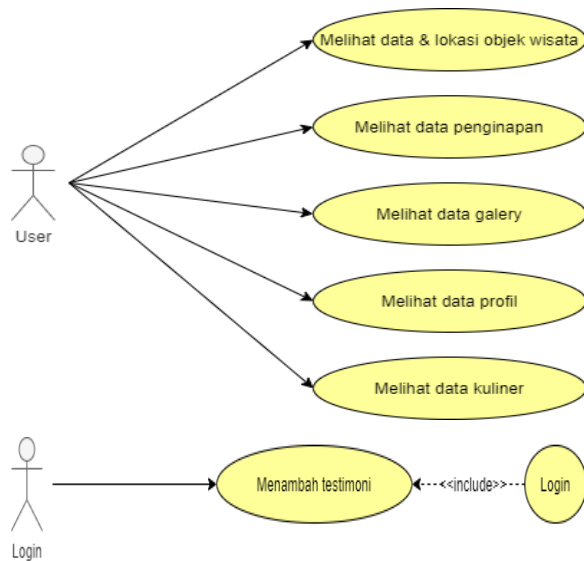 Melihat data & lokasi objek wisata
Melihat data penginapan
Melihat data galery
User
Melihat data profil
Melihat data kuliner
Menambah testimoni
<<include>>
Login
Login